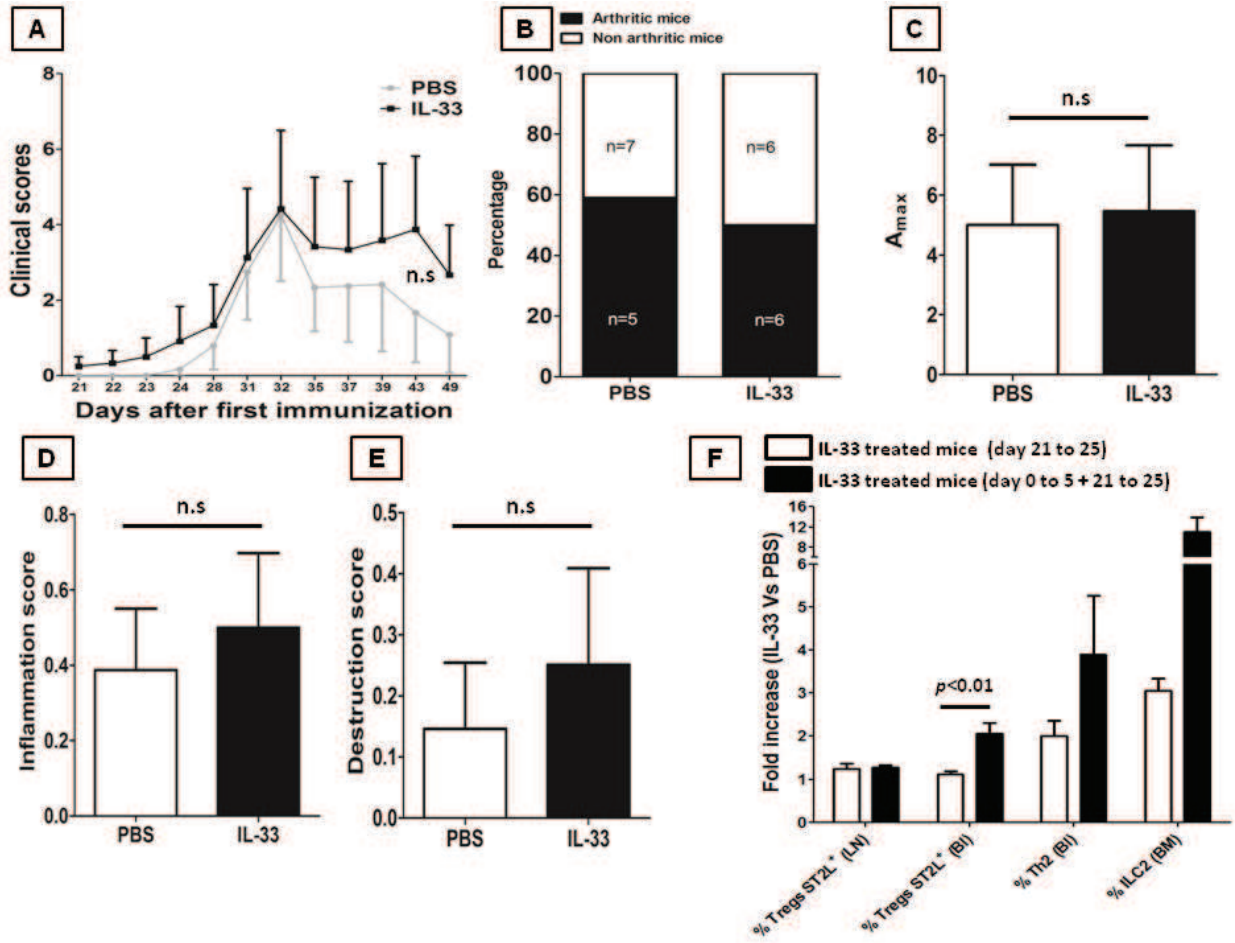 A
PBS
IL-33
Clinical scores
8
6
4
2
0
n.s
21 22 23 24 28 31 32 35 37 39 43 49
Days after first immunization
B
Arthritic mice
Non arthritic mice
Percentage
100
80
60
40
20
0
n=7
n=6
n=5
n=6
PBS IL-33
C
Amax
10
8
6
4
2
0
n.s
PBS IL-33
D
Inflammation score
0.8
0.6
0.4
0.2
0.0
n.s
PBS IL-33
E
Destruction score
0.5
0.4
0.3
0.2
0.1
0.0
n.s
PBS IL-33
F
IL-33 treated mice (day 21 to 25)
IL-33 treated mice (day 0 to 5 + 21 to 25)
Fold increase (IL-33 Vs PBS)
16
12
8
6
5
4
3
2
1
0
p<0.01
% Tregs ST2L+ (LN)
% Tregs ST2L+ (Bl)
% Th2 (Bl)
% ILC2 (BM)